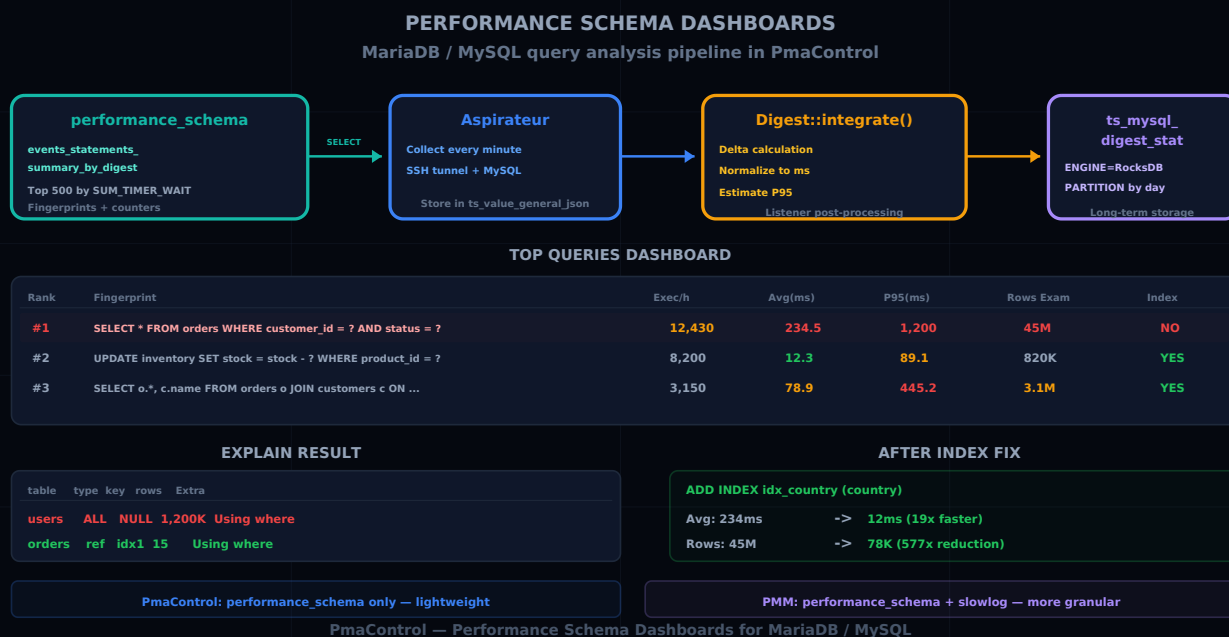 PERFORMANCE SCHEMA DASHBOARDS
MariaDB / MySQL query analysis pipeline in PmaControl
performance_schema
events_statements_
summary_by_digest
Top 500 by SUM_TIMER_WAIT
Fingerprints + counters
SELECT
Aspirateur
Collect every minute
SSH tunnel + MySQL
Store in ts_value_general_json
Digest::integrate()
Delta calculation
Normalize to ms
Estimate P95
Listener post-processing
ts_mysql_
digest_stat
ENGINE=RocksDB
PARTITION by day
Long-term storage
TOP QUERIES DASHBOARD
Rank Fingerprint Exec/h Avg(ms) P95(ms) Rows Exam Index
#1 SELECT * FROM orders WHERE customer_id = ? AND status = ? 12,430 234.5 1,200 45M NO
#2 UPDATE inventory SET stock = stock - ? WHERE product_id = ? 8,200 12.3 89.1 820K YES
#3 SELECT o.*, c.name FROM orders o JOIN customers c ON ... 3,150 78.9 445.2 3.1M YES
EXPLAIN RESULT
table type key rows Extra
users ALL NULL 1,200K Using where
orders ref idx1 15 Using where
AFTER INDEX FIX
ADD INDEX idx_country (country)
Avg: 234ms -> 12ms (19x faster)
Rows: 45M -> 78K (577x reduction)
PmaControl: performance_schema only — lightweight
PMM: performance_schema + slowlog — more granular
PmaControl — Performance Schema Dashboards for MariaDB / MySQL